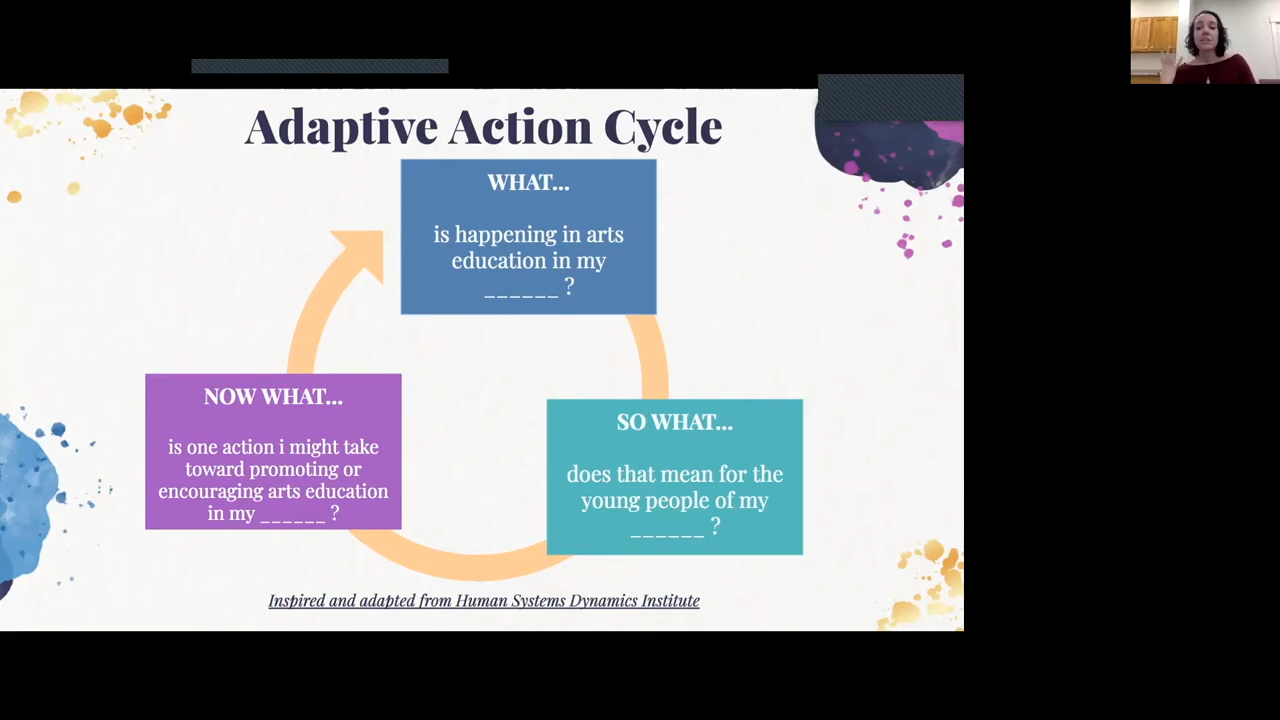 Adaptive Action Cycle
WHAT...
is happening in arts
education in my
______ ?
SO WHAT...
does that mean for the
young people of my
______ ?
NOW WHAT...
is one action i might take
toward promoting or
encouraging arts education
in my ______ ?
Inspired and adapted from Human Systems Dynamics Institute